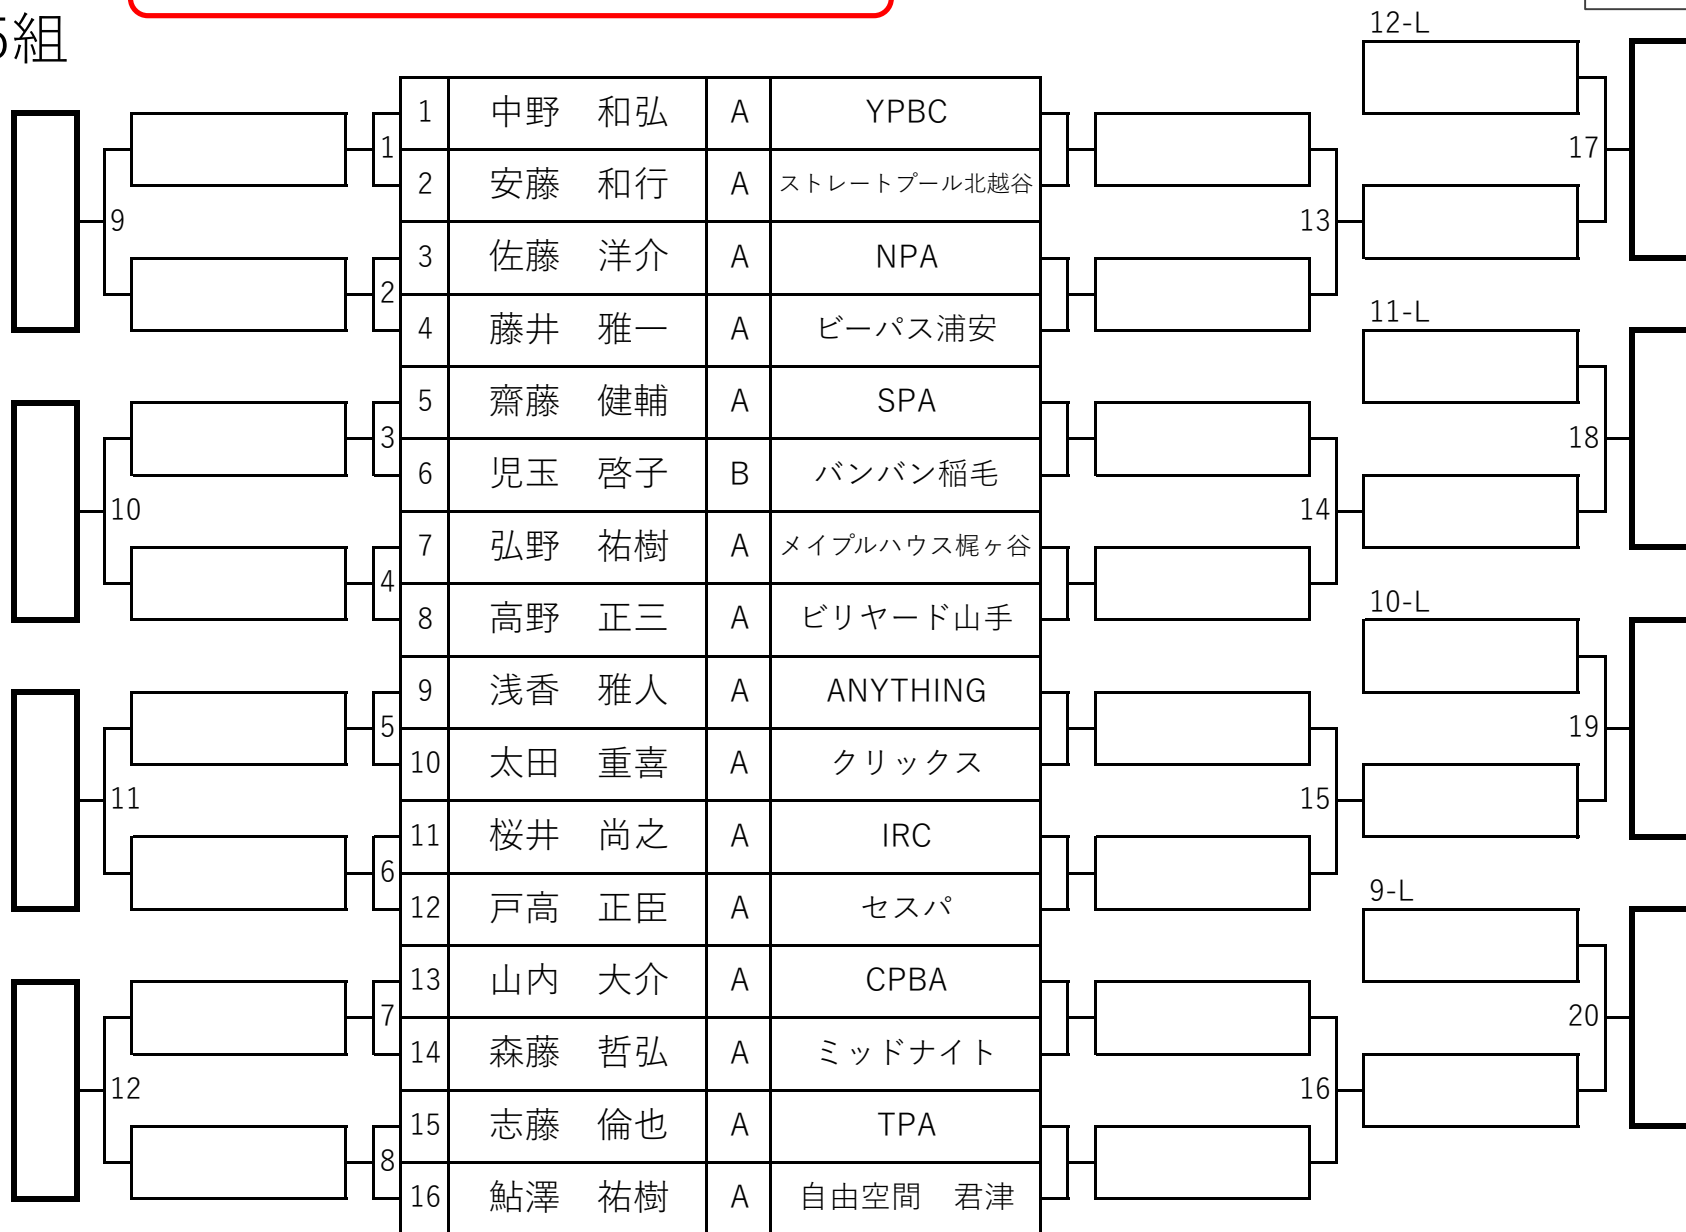 5組
12-L
1 中野　和弘 A YPBC
1
17
2 安藤　和行 A ストレートプール北越谷
9
13
3 佐藤　洋介 A NPA
2
11-L
4 藤井　雅一 A ビーパス浦安
5 齋藤　健輔 A SPA
3
18
6 児玉　啓子 B バンバン稲毛
10
14
7 弘野　祐樹 A メイプルハウス梶ヶ谷
4
10-L
8 高野　正三 A ビリヤード山手
9 浅香　雅人 A ANYTHING
5
19
10 太田　重喜 A クリックス
11
15
11 桜井　尚之 A IRC
6
9-L
12 戸高　正臣 A セスパ
13 山内　大介 A CPBA
7
20
14 森藤　哲弘 A ミッドナイト
12
16
15 志藤　倫也 A TPA
8
16 鮎澤　祐樹 A 自由空間　君津